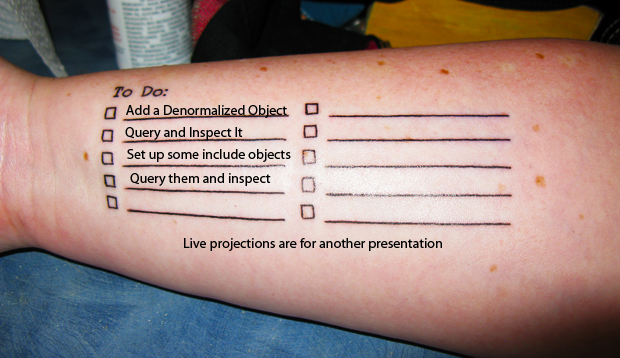 To Do:
Add a Denormalized Object
Query and Inspect It
Set up some include objects
Query them and inspect
Live projections are for another presentation